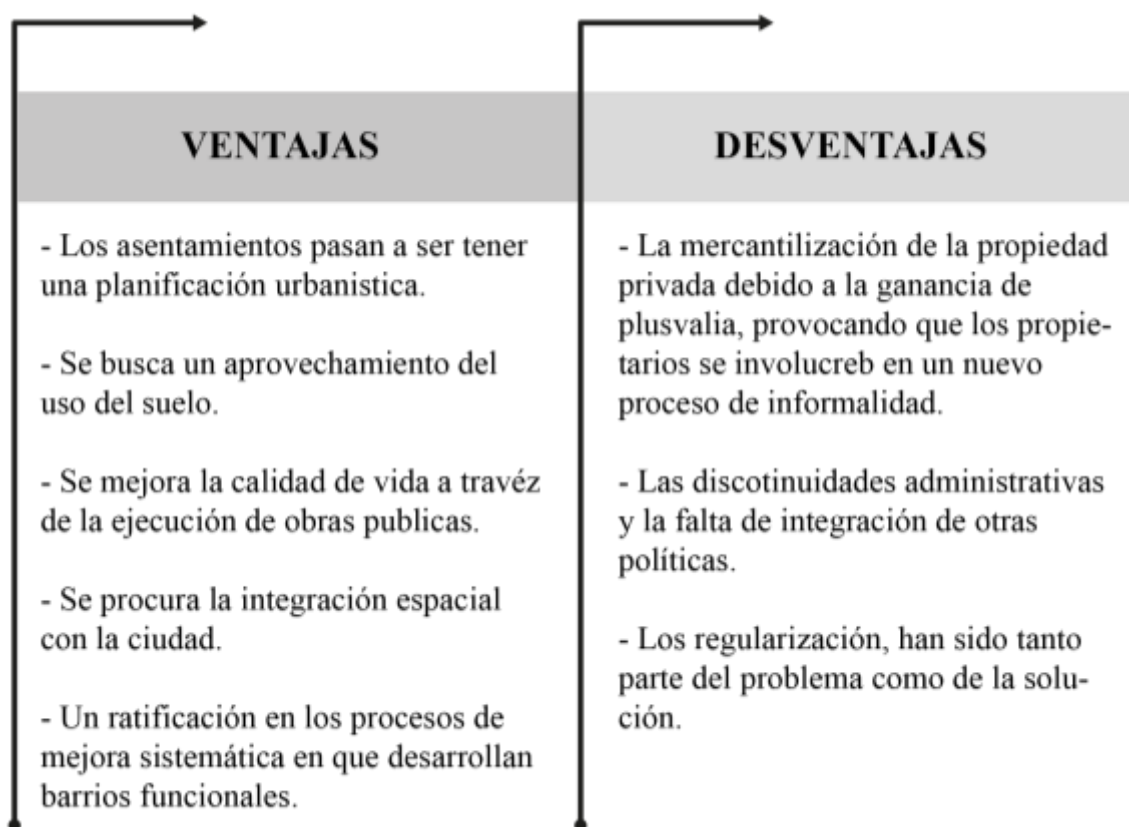 VENTAJAS
- Los asentamientos pasan a ser tener
una planificación urbanistica.
- Se busca un aprovechamiento del
uso del suelo.
- Se mejora la calidad de vida a travéz
de la ejecución de obras publicas.
- Se procura la integración espacial
con la ciudad.
- Un ratificación en los procesos de
mejora sistemática en que desarrollan
barrios funcionales.
DESVENTAJAS
- La mercantilización de la propiedad
privada debido a la ganancia de
plusvalia, provocando que los propie-
tarios se involucreb en un nuevo
proceso de informalidad.
- Las discotinuidades administrativas
y la falta de integración de otras
políticas.
- Los regularización, han sido tanto
parte del problema como de la solu-
ción.